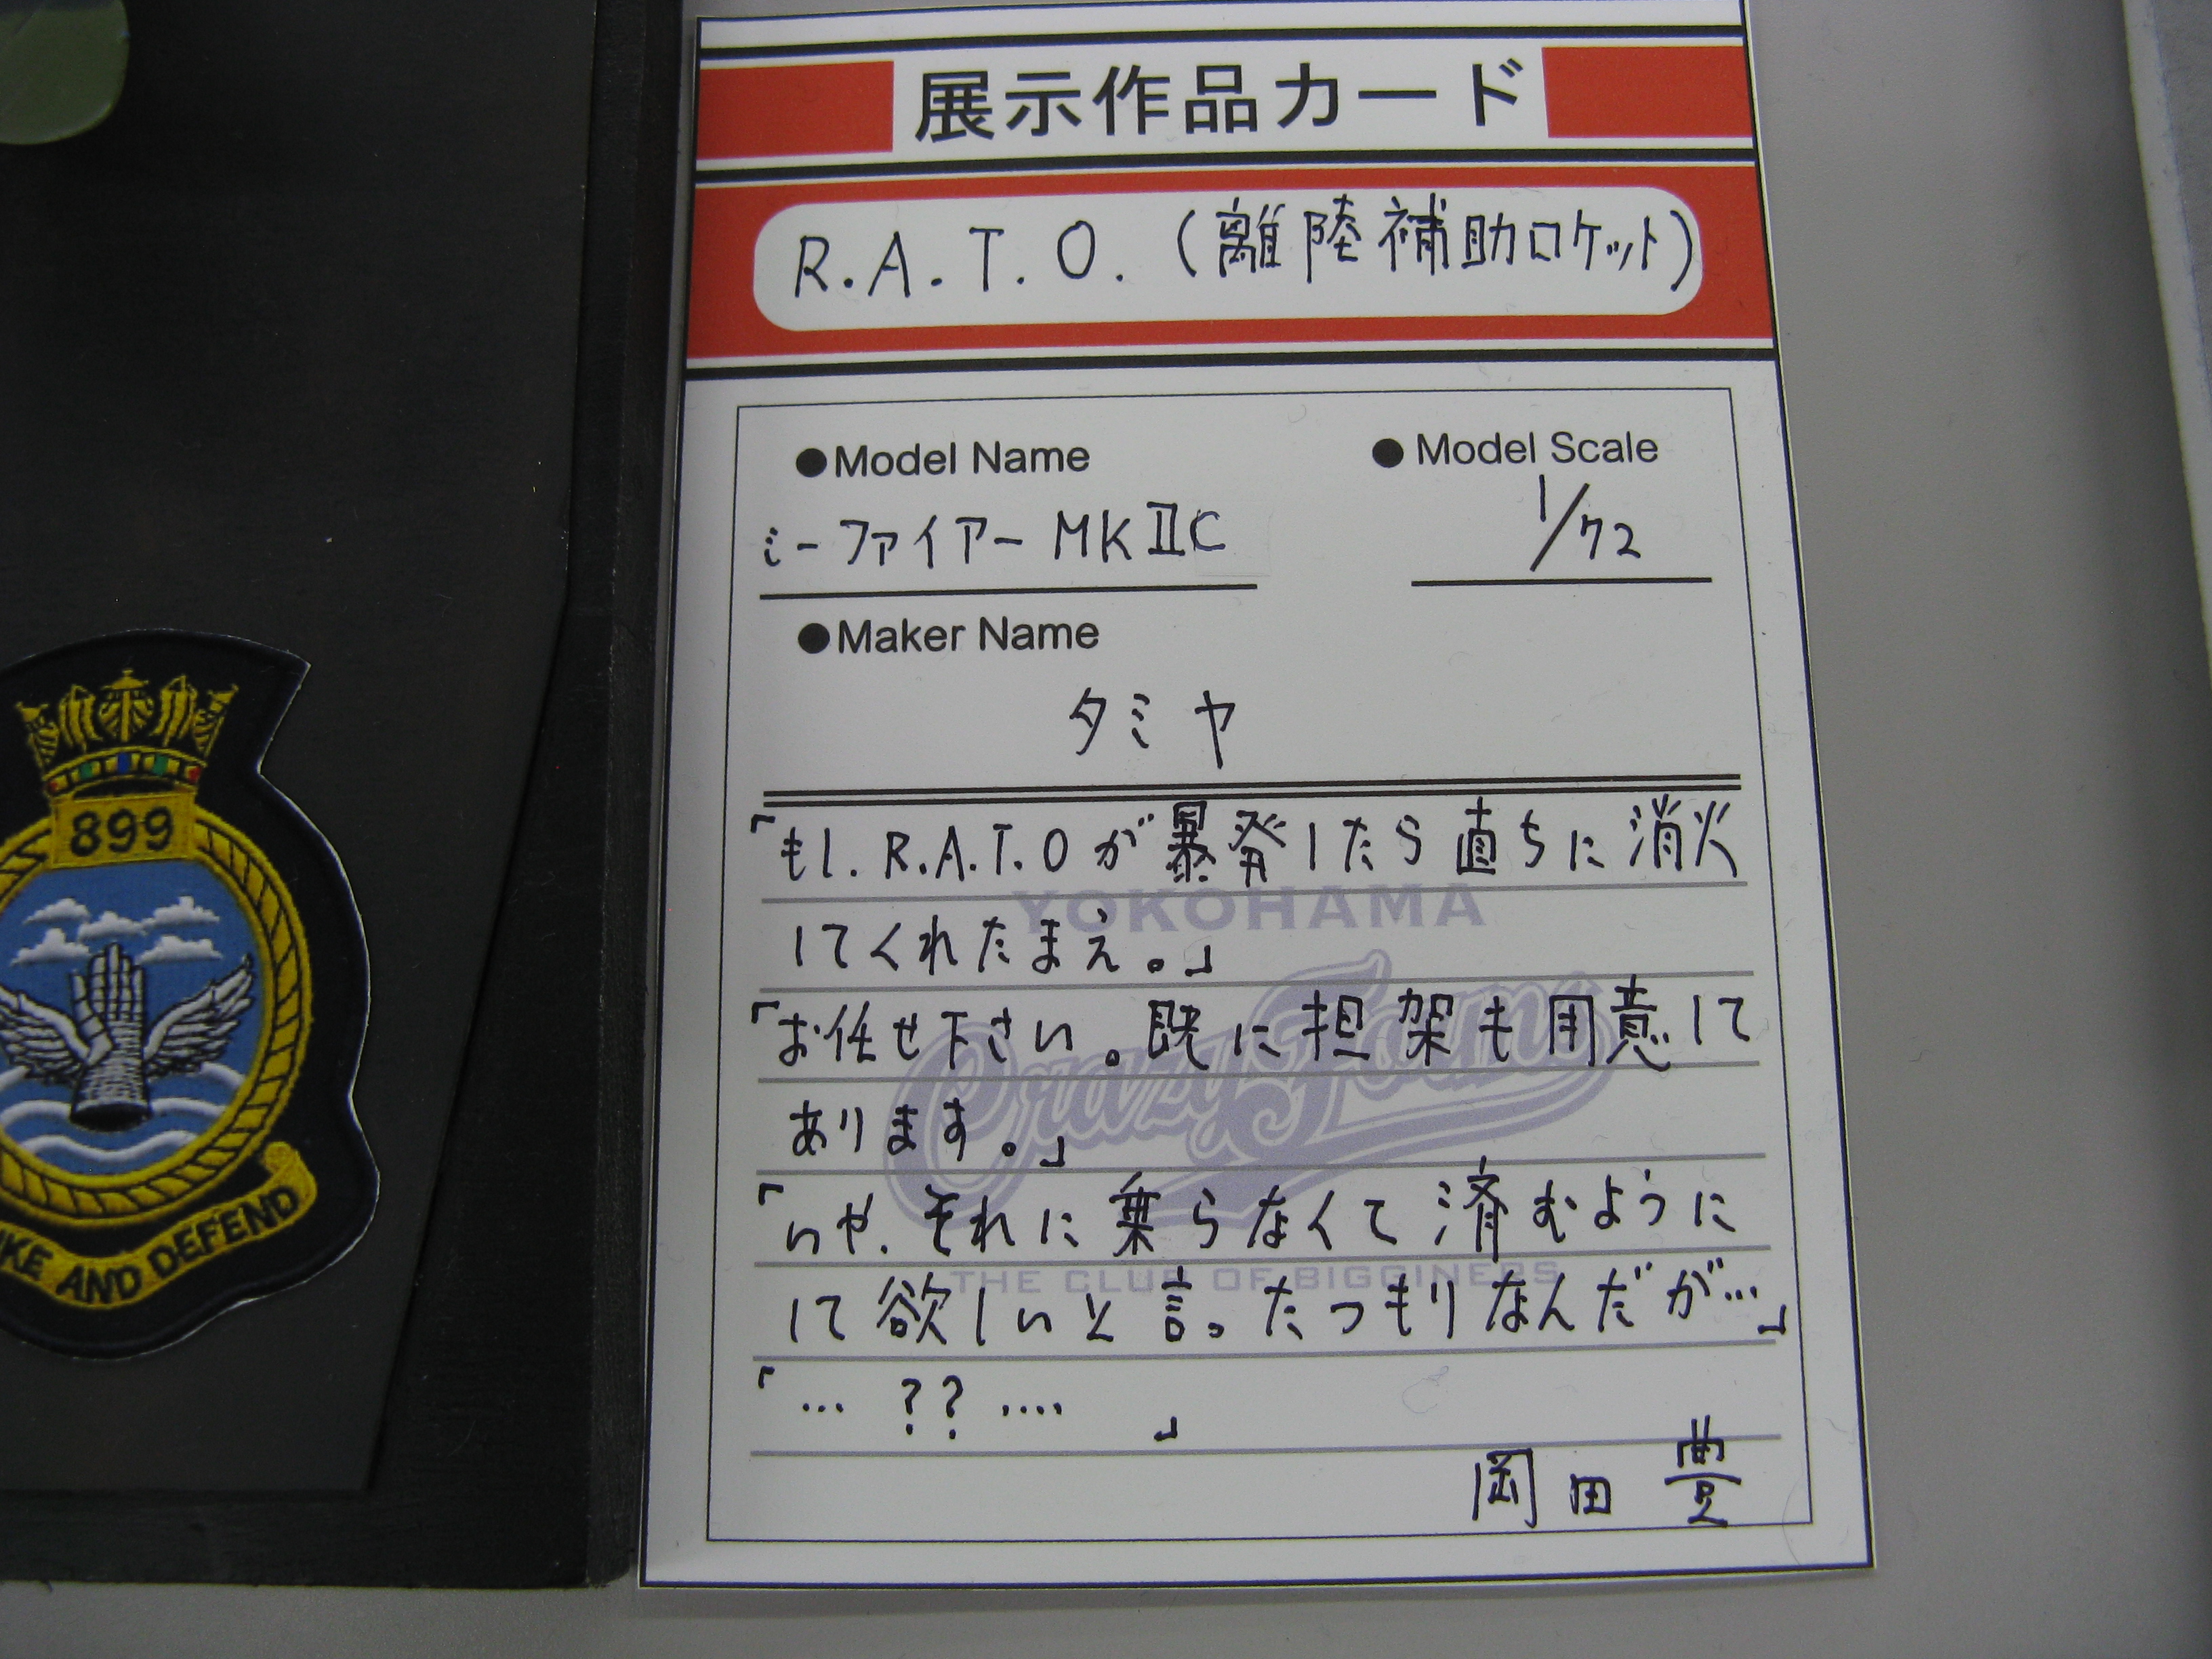 展示作品カード
R.A.T.O.(離陸補助ロケット)
●Model Name
● Model Scale
シーファイアー MKⅡC
1/72
●Maker Name
タミヤ
「もし.R.A.T.Oが暴発したら直ちに消火
してくれたまえ。」
「お任せ下さい。既に担架も用意して
あります。」
「いや.それに乗らなくて済むように
して欲しいと言ったつもりなんだが…」
「… ?? ….」
岡田 豊
YOKOHAMA
THE CLUB OF BIGGINERS
899
IKE AND DEFEND